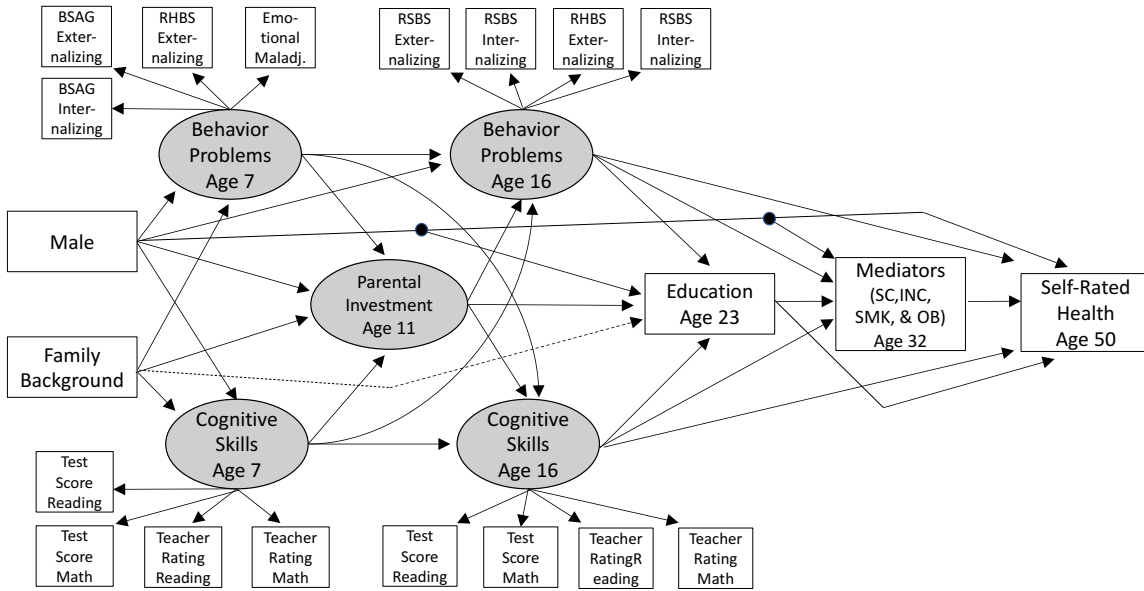 BSAG
Exter-
nalizing
RHBS
Exter-
nalizing
Emo-
tional
Maladj.
RSBS
Exter-
nalizing
RSBS
Inter-
nalizing
RHBS
Exter-
nalizing
RSBS
Inter-
nalizing
BSAG
Inter-
nalizing
Behavior
Problems
Age 7
Behavior
Problems
Age 16
Male
Parental
Investment
Age 11
Education
Age 23
Mediators
(SC,INC,
SMK, & OB)
Age 32
Self-Rated
Health
Age 50
Family
Background
Cognitive
Skills
Age 7
Cognitive
Skills
Age 16
Test
Score
Reading
Test
Score
Math
Teacher
Rating
Reading
Teacher
Rating
Math
Test
Score
Reading
Test
Score
Math
Teacher
RatingR
eading
Teacher
Rating
Math